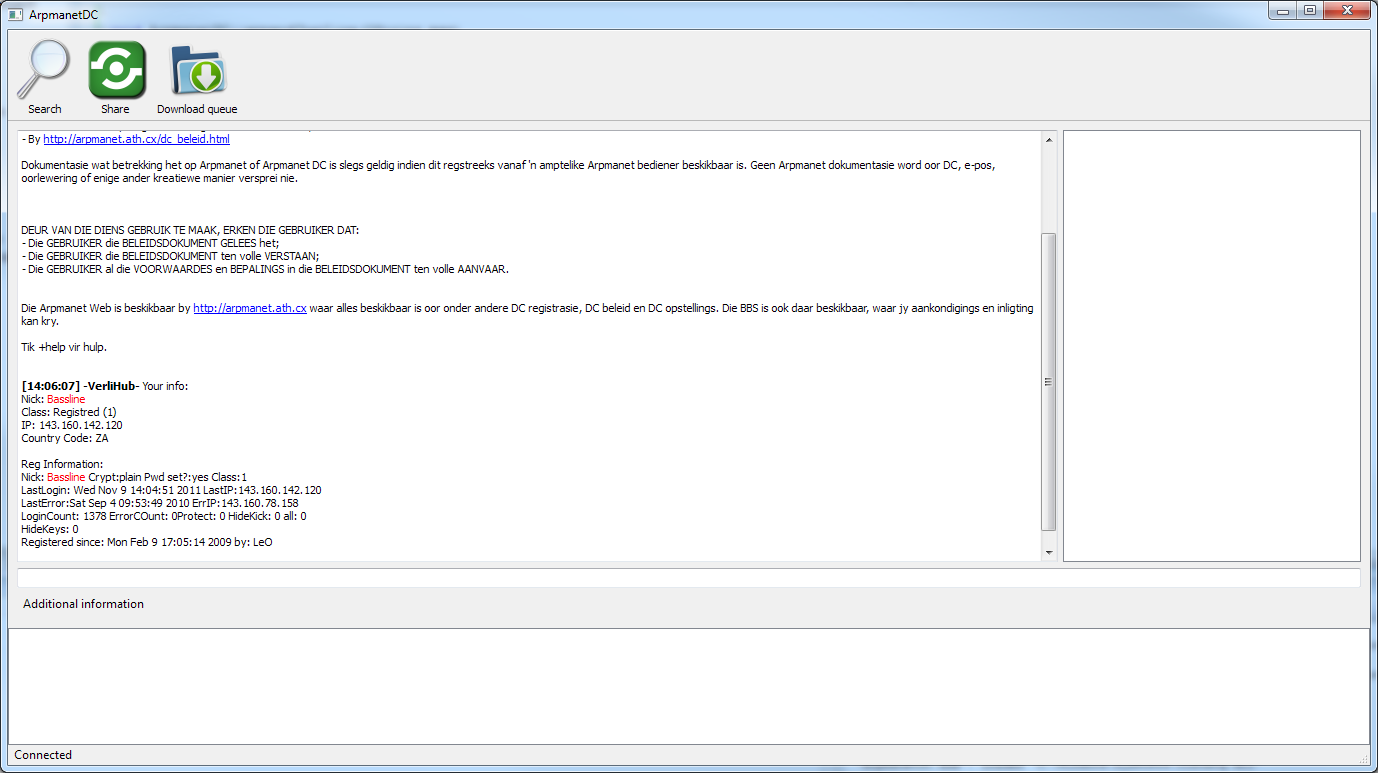 ArpmanetDC
Search
Share
Download queue
- By http://arpmanet.ath.cx/dc_beleid.html
Dokumentasie wat betrekking het op Arpmanet of Arpmanet DC is slegs geldig indien dit regstreeks vanaf 'n amptelike Arpmanet bediener beskikbaar is. Geen Arpmanet dokumentasie word oor DC, e-pos,
oorlewering of enige ander kreatiewe manier versprei nie.
DEUR VAN DIE DIENS GEBRUIK TE MAAK, ERKEN DIE GEBRUIKER DAT:
- Die GEBRUIKER die BELEIDSDOKUMENT GELEES het;
- Die GEBRUIKER die BELEIDSDOKUMENT ten volle VERSTAAN;
- Die GEBRUIKER al die VOORWAARDES en BEPALINGS in die BELEIDSDOKUMENT ten volle AANVAAR.
Die Arpmanet Web is beskikbaar by http://arpmanet.ath.cx waar alles beskikbaar is oor onder andere DC registrasie, DC beleid en DC opstellings. Die BBS is ook daar beskikbaar, waar jy aankondigings en inligting
kan kry.
Tik +help vir hulp.
[14:06:07] -VerliHub- Your info:
Nick: Bassline
Class: Registred (1)
IP: 143.160.142.120
Country Code: ZA
Reg Information:
Nick: Bassline Crypt:plain Pwd set?:yes Class:1
LastLogin: Wed Nov 9 14:04:51 2011 LastIP:143.160.142.120
LastError:Sat Sep 4 09:53:49 2010 ErrIP:143.160.78.158
LoginCount: 1378 ErrorCOunt: 0Protect: 0 HideKick: 0 all: 0
HideKeys: 0
Registered since: Mon Feb 9 17:05:14 2009 by: LeO
Additional information
Connected